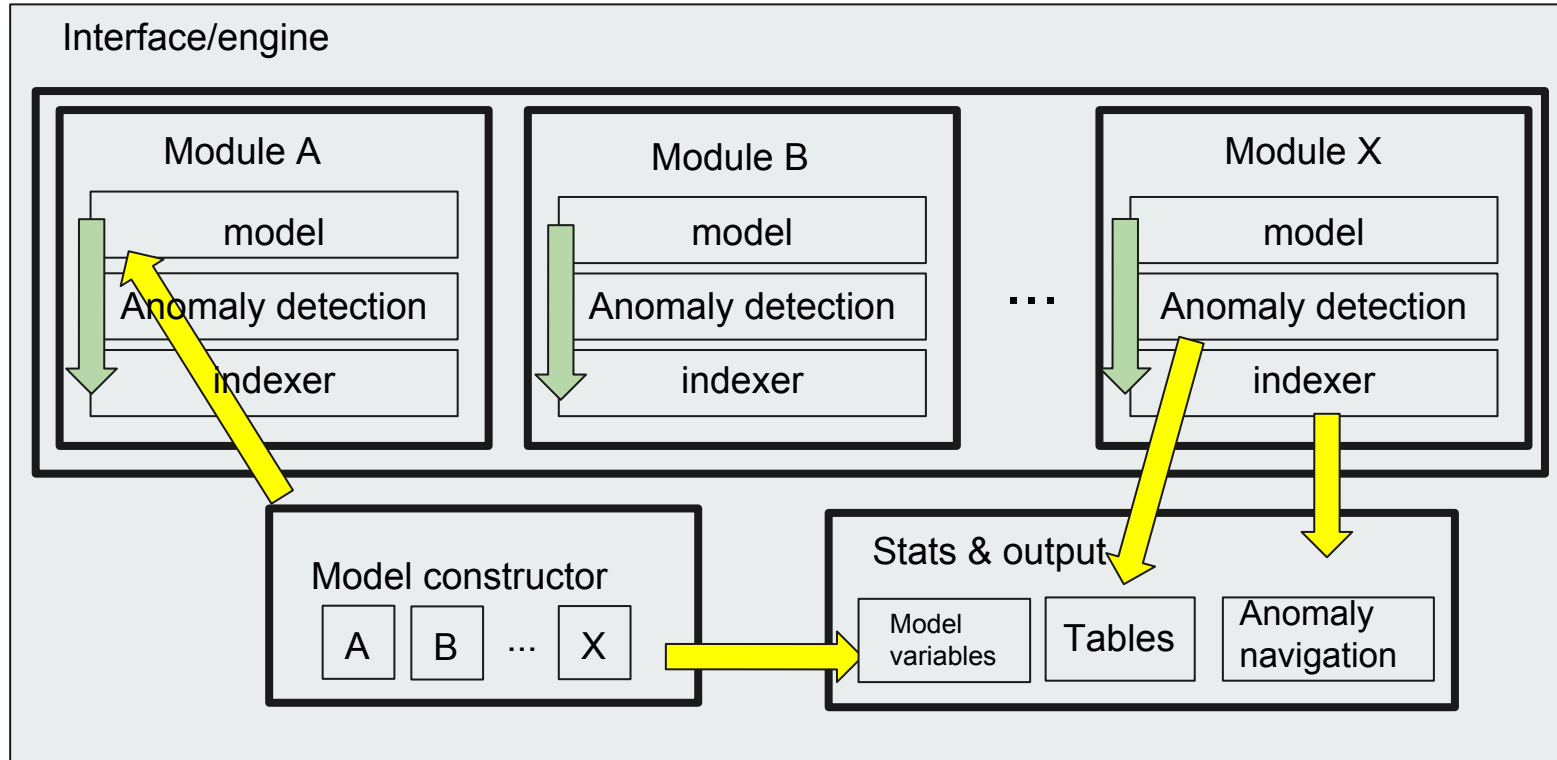 Interface/engine
Module A
model
Anomaly detection
indexer
Module B
model
Anomaly detection
indexer
...
Module X
model
Anomaly detection
indexer
Model constructor
A
B
...
X
Stats & output
Model
variables
Tables
Anomaly
navigation